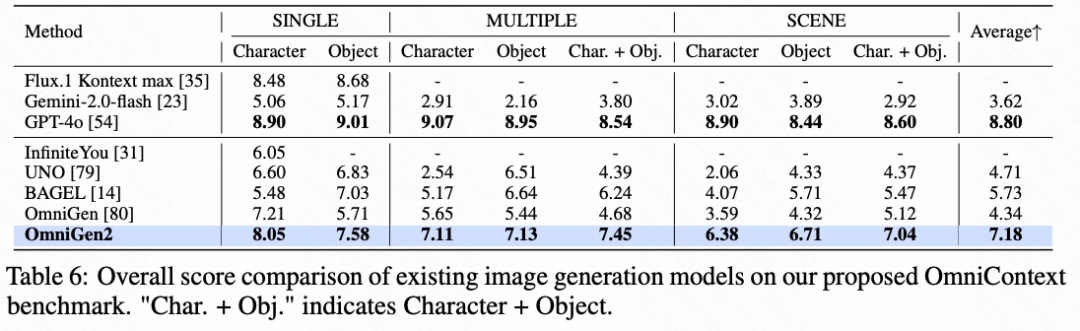 Method SINGLE MULTIPLE SCENE Average↑
Character Object Character Object Char. + Obj. Character Object Char. + Obj.
Flux.1 Kontext max [35] 8.48 8.68 - - - - - - -
Gemini-2.0-flash [23] 5.06 5.17 2.91 2.16 3.80 3.02 3.89 2.92 3.62
GPT-4o [54] 8.90 9.01 9.07 8.95 8.54 8.90 8.44 8.60 8.80
InfiniteYou [31] 6.05 - - - - - - - -
UNO [79] 6.60 6.83 2.54 6.51 4.39 2.06 4.33 4.37 4.71
BAGEL [14] 5.48 7.03 5.17 6.64 6.24 4.07 5.71 5.47 5.73
OmniGen [80] 7.21 5.71 5.65 5.44 4.68 3.59 4.32 5.12 4.34
OmniGen2 8.05 7.58 7.11 7.13 7.45 6.38 6.71 7.04 7.18
Table 6: Overall score comparison of existing image generation models on our proposed OmniContext
benchmark. "Char. + Obj." indicates Character + Object.